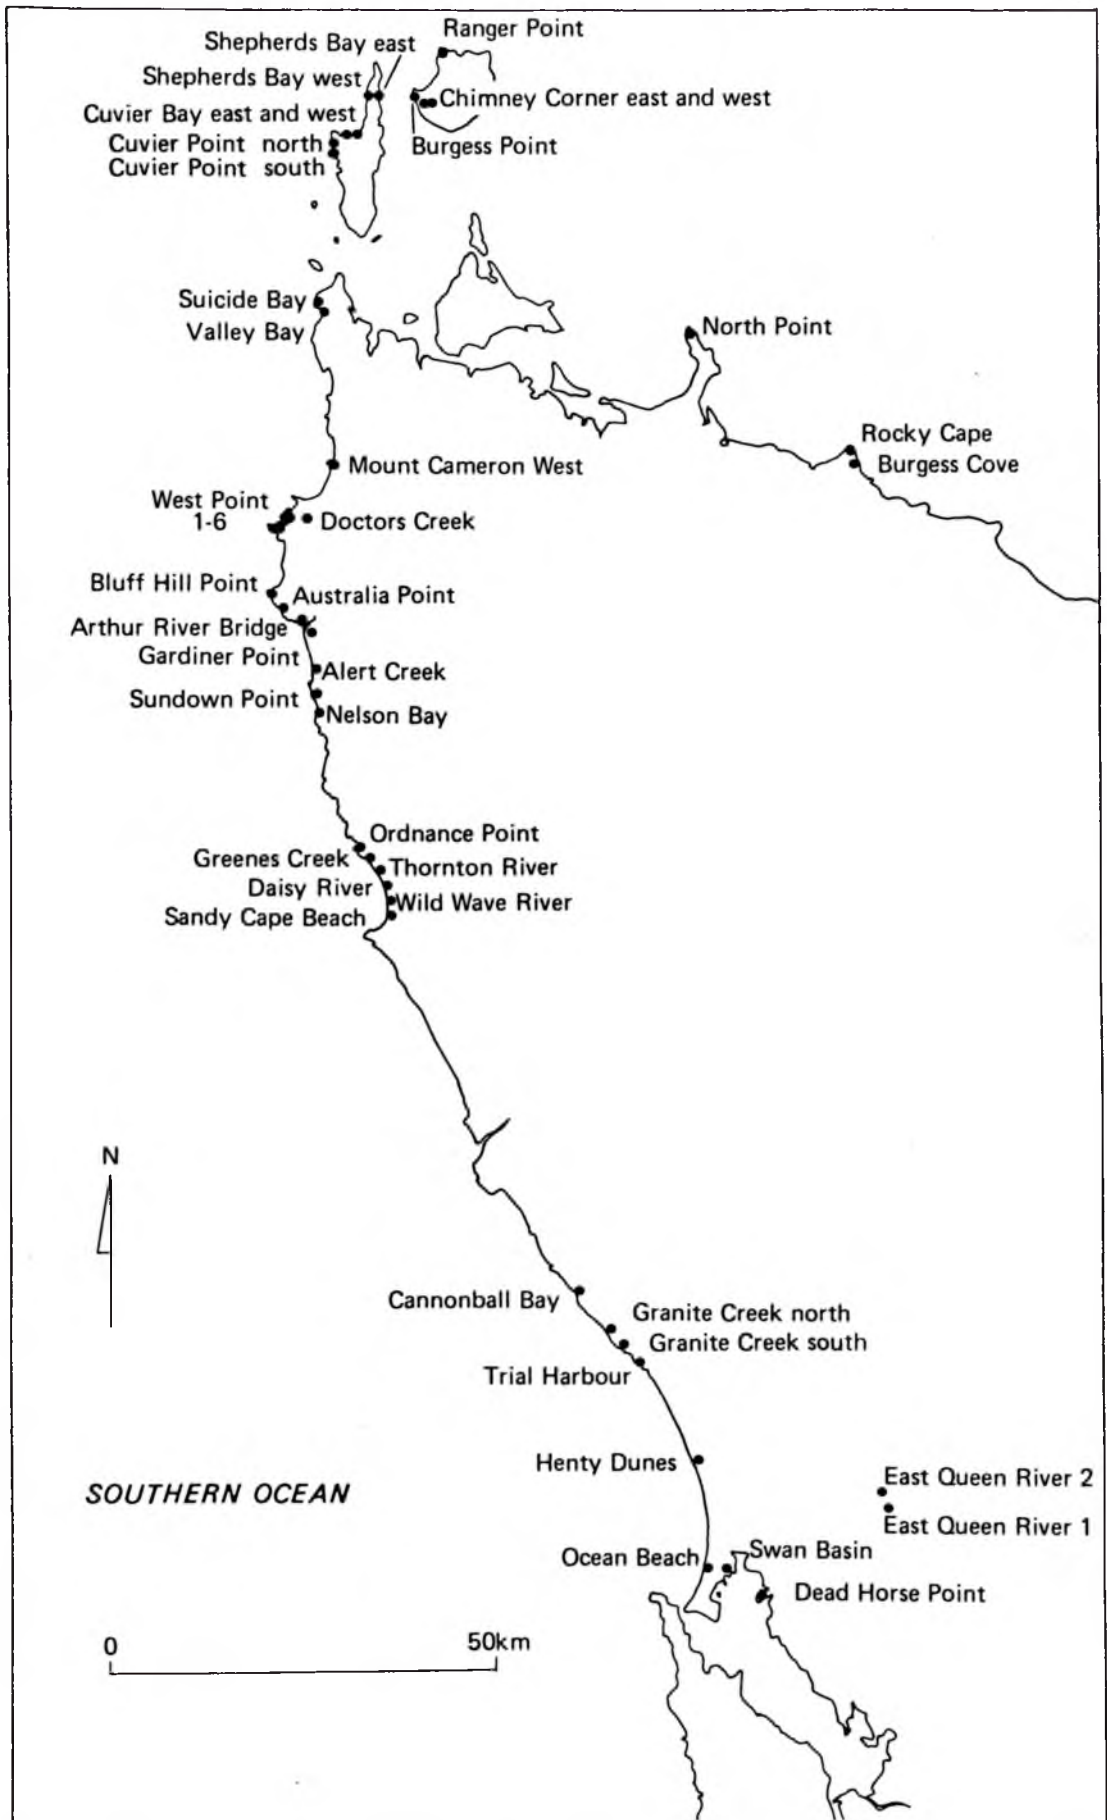 Ranger Point
Shepherds Bay east
Shepherds Bay west
Chimney Corner east and west
Cuvier Bay east and west
Cuvier Point north
Burgess Point
Cuvier Point south
Suicide Bay
Valley Bay
North Point
Rocky Cape
Burgess Cove
Mount Cameron West
West Point
1-6
Doctors Creek
Bluff Hill Point
Australia Point
Arthur River Bridge
Gardiner Point
Alert Creek
Sundown Point
Nelson Bay
Ordnance Point
Greenes Creek
Thornton River
Daisy River
Wild Wave River
Sandy Cape Beach
N
Cannonball Bay
Granite Creek north
Granite Creek south
Trial Harbour
Henty Dunes
East Queen River 2
SOUTHERN OCEAN
East Queen River 1
Ocean Beach
Swan Basin
Dead Horse Point
0 50km